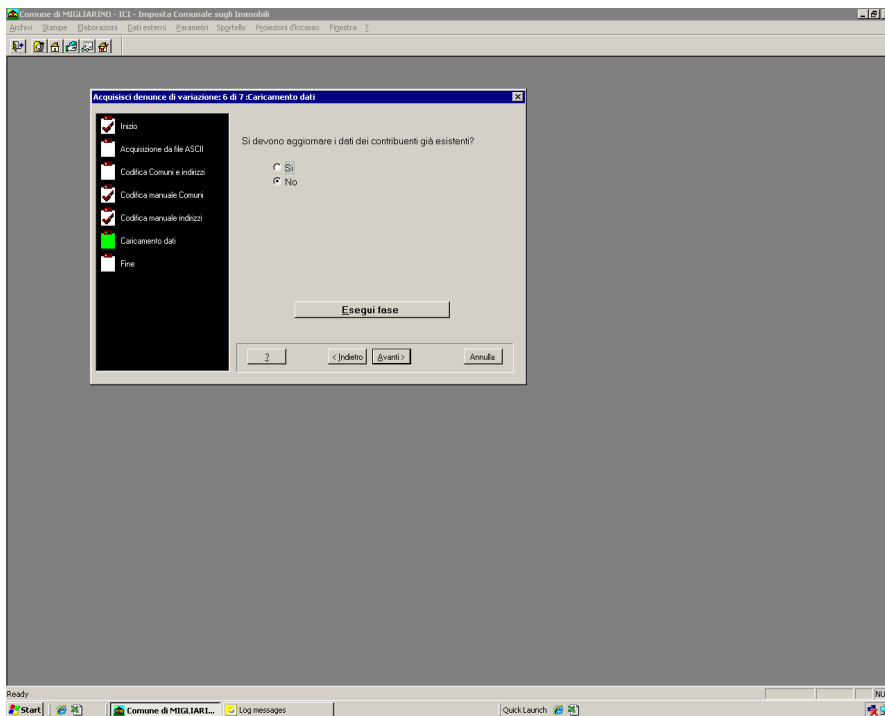 Comune di MIGLIARINO - ICI - Imposta Comunale sugli Immobili
Archivi Stampe Elaborazioni Dati esterni Parametri Sportello Proiezioni d'incasso Finestra ?
Acquisisci denunce di variazione: 6 di 7 :Caricamento dati
Inizio
Acquisizione da file ASCII
Codifica Comuni e indirizzi
Codifica manuale Comuni
Codifica manuale indirizzi
Caricamento dati
Fine
Si devono aggiornare i dati dei contribuenti già esistenti?
Si
No
Esegui fase
? < Indietro Avanti > Annulla
Ready NU
Start Comune di MIGLIARI... Log messages Quick Launch